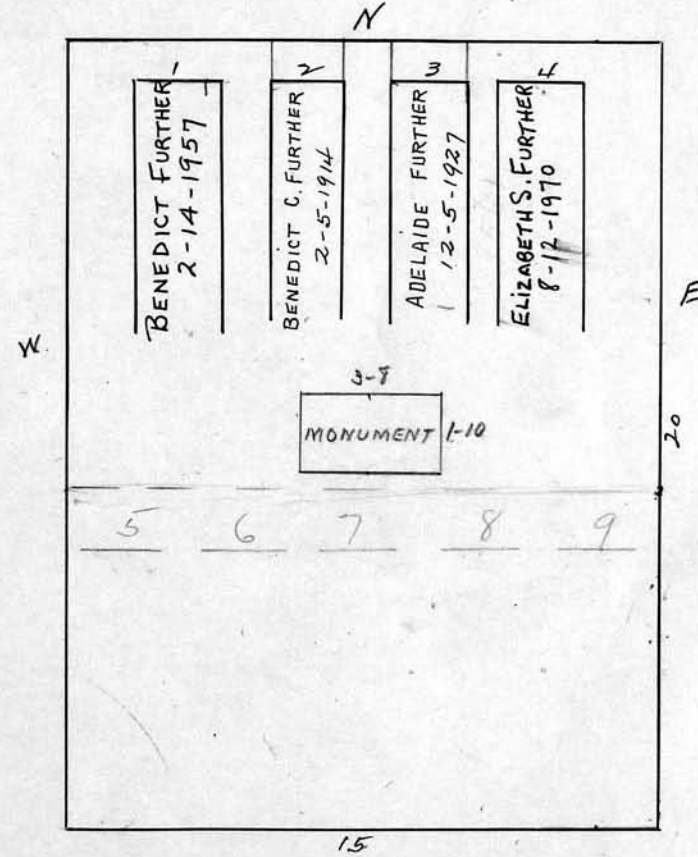 N
1
2
3
4
BENEDICT FURTHER
2-14-1957
BENEDICT C. FURTHER
2-5-1914
ADELAIDE FURTHER
12-5-1927
ELIZABETH S. FURTHER
8-12-1970
W
E
3-8
MONUMENT 1-10
20
5 6 7 8 9
15